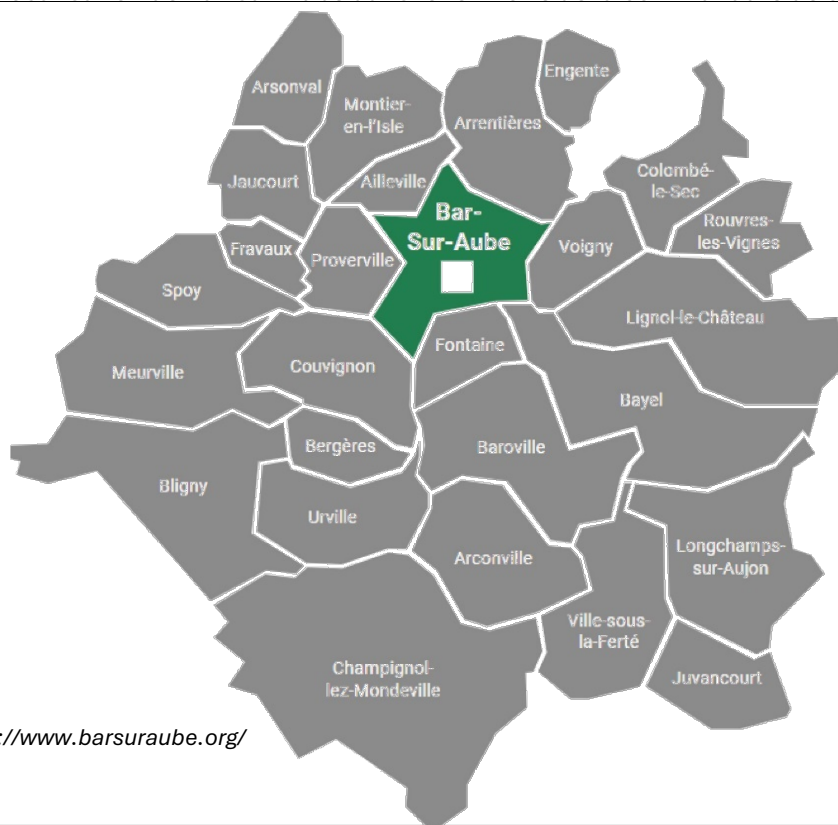 Engente
Arsonval
Montier-
en-l'Isle
Arrentières
Colombé-
le-Sec
Jaucourt
Ailleville
Bar-
Sur-Aube
Rouvres-
les-Vignes
Fravaux
Proverville
Voigny
Spoy
Lignol-le-Château
Fontaine
Couvignon
Meurville
Bayel
Bergères
Baroville
Bligny
Urville
Arconville
Longchamps-
sur-Aujon
Ville-sous-
la-Ferté
Champignol-
lez-Mondeville
Juvancourt
://www.barsuraube.org/